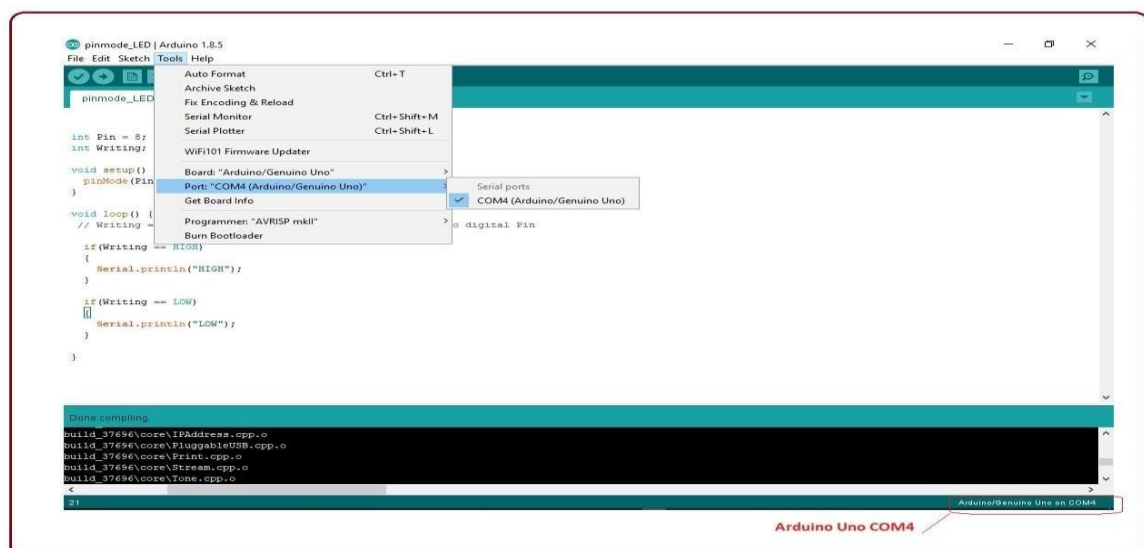 pinmode_LED | Arduino 1.8.5
File Edit Sketch Tools Help
Auto Format Ctrl+T
Archive Sketch
Fix Encoding & Reload
Serial Monitor Ctrl+Shift+M
Serial Plotter Ctrl+Shift+L
WiFi101 Firmware Updater
Board: "Arduino/Genuino Uno"
Port: "COM4 (Arduino/Genuino Uno)"
Get Board Info
Programmer: "AVRISP mkII"
Burn Bootloader
Serial ports
COM4 (Arduino/Genuino Uno)
pinmode_LED
int Pin = 8;
int Writing;
void setup()
pinMode(Pin
}
void loop() {
// Writing = o digital Pin
if(Writing == HIGH)
{
Serial.println("HIGH");
}
if(Writing == LOW)
{
Serial.println("LOW");
}
}
Done compiling.
build_37696\core\IPAddress.cpp.o
build_37696\core\PluggableUSB.cpp.o
build_37696\core\Print.cpp.o
build_37696\core\Stream.cpp.o
build_37696\core\Tone.cpp.o
21 Arduino/Genuino Uno on COM4
Arduino Uno COM4